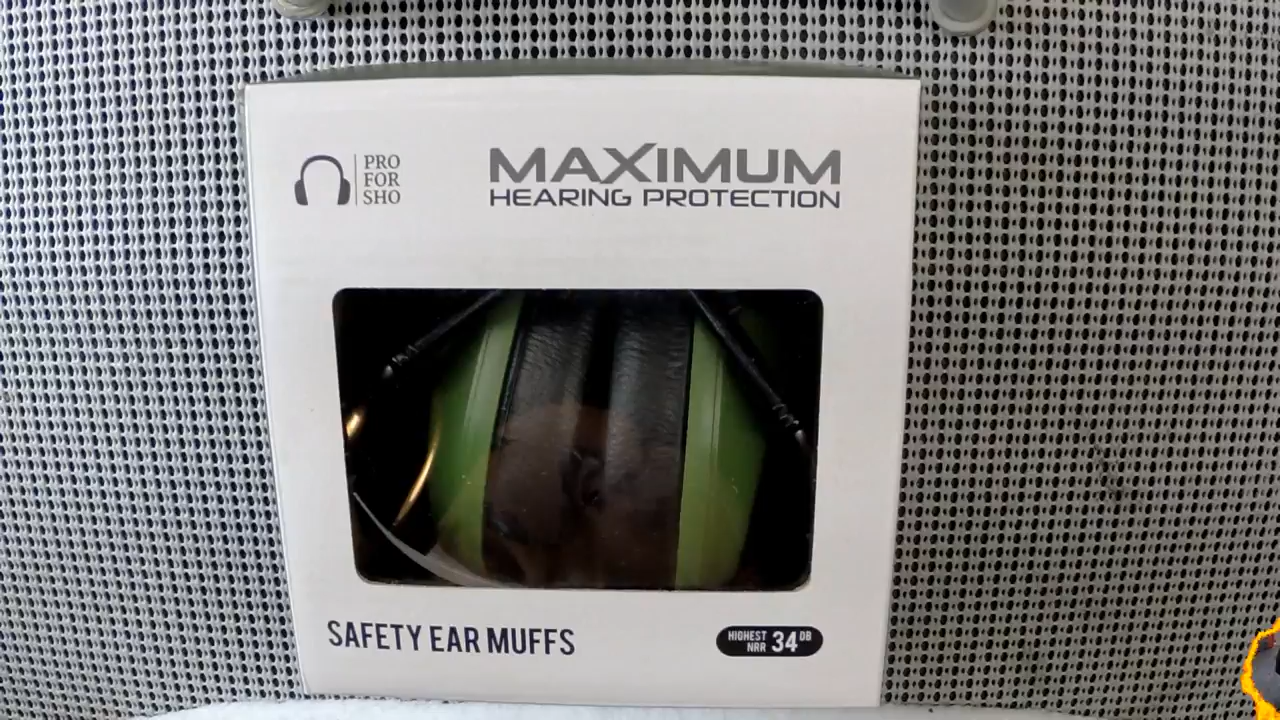 PRO
FOR
SHO
MAXIMUM
HEARING PROTECTION
SAFETY EAR MUFFS
HIGHEST
NRR 34 DB